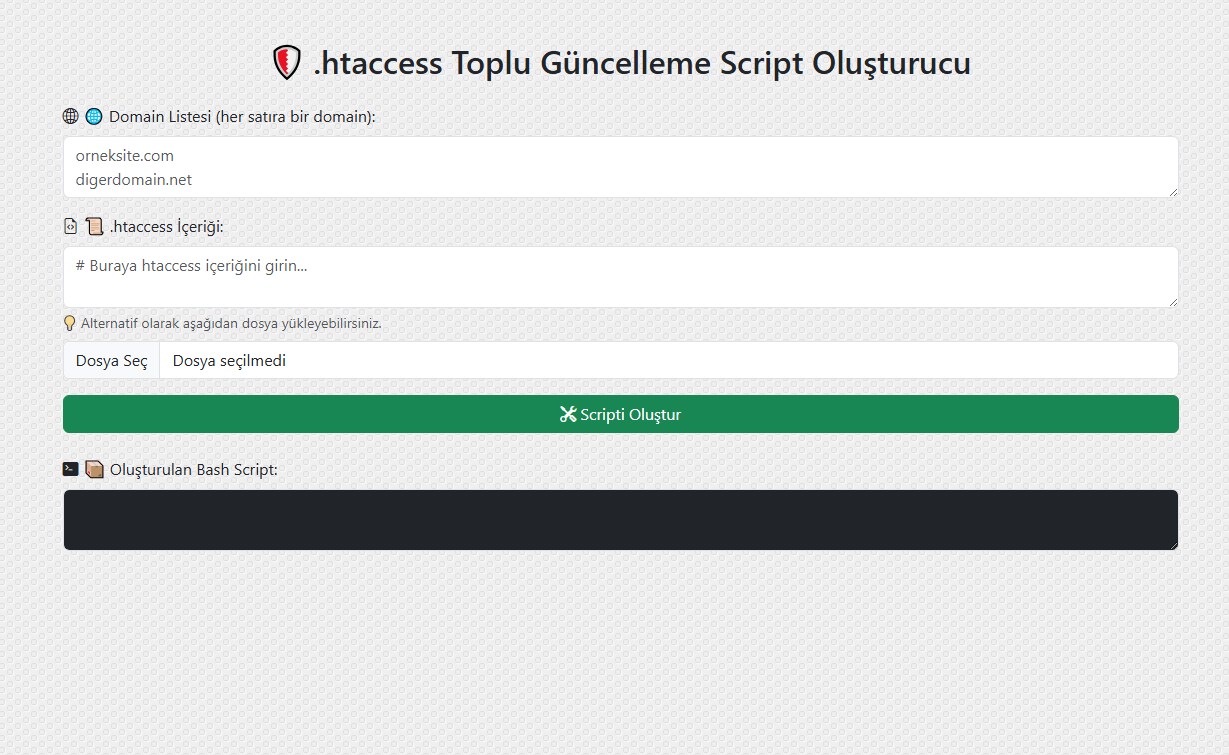 .htaccess Toplu Güncelleme Script Oluşturucu
Domain Listesi (her satıra bir domain):
orneksite.com
digerdomain.net
.htaccess İçeriği:
# Buraya htaccess içeriğini girin...
Alternatif olarak aşağıdan dosya yükleyebilirsiniz.
Dosya Seç Dosya seçilmedi
Scripti Oluştur
Oluşturulan Bash Script: